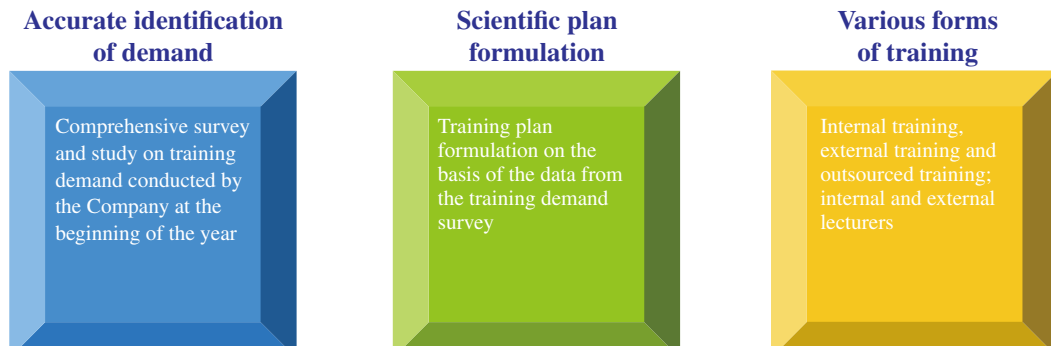 Accurate identification
of demand
Comprehensive survey
and study on training
demand conducted by
the Company at the
beginning of the year
Scientific plan
formulation
Training plan
formulation on the
basis of the data from
the training demand
survey
Various forms
of training
Internal training,
external training and
outsourced training;
internal and external
lecturers